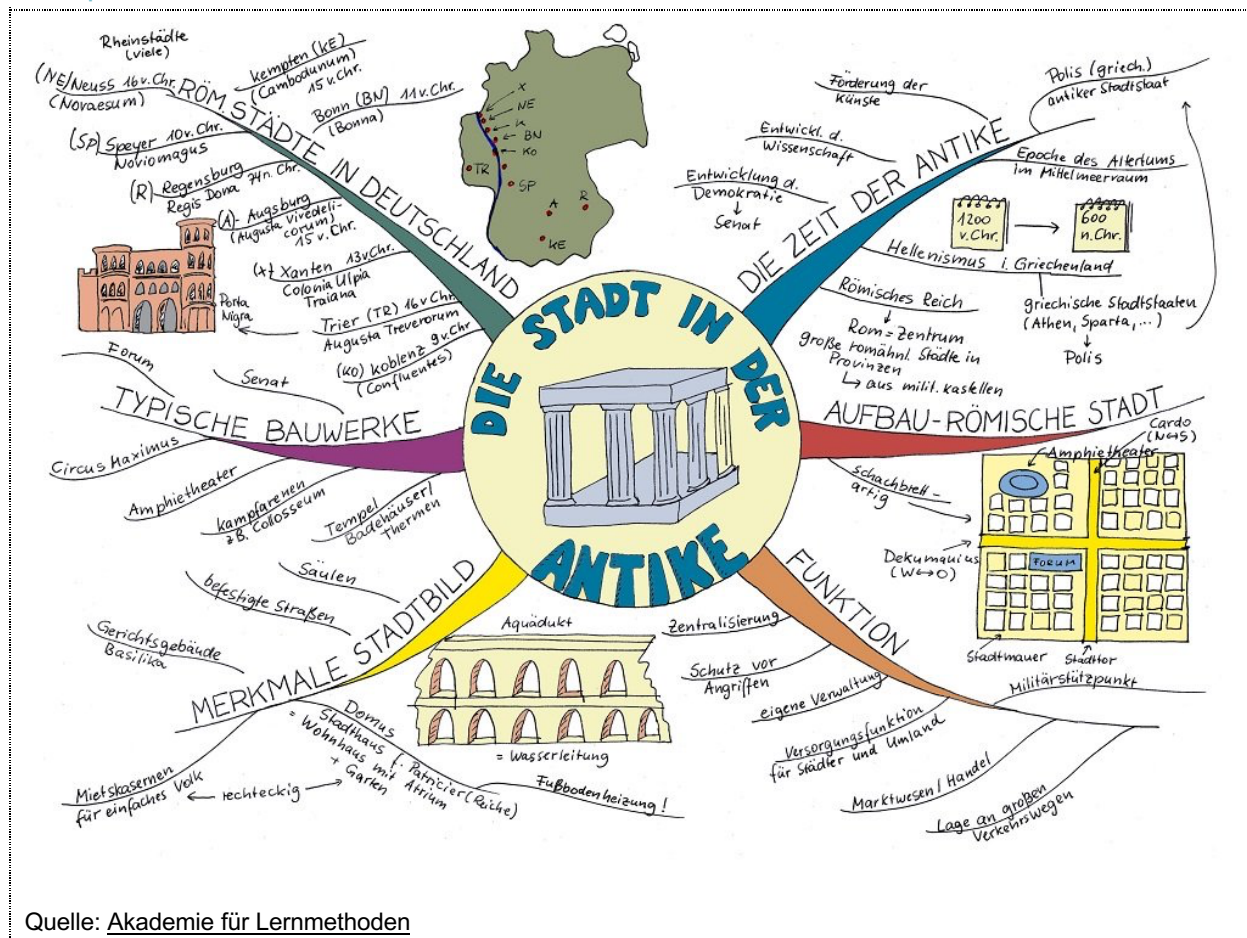 DIE STADT IN DER
ANTIKE
RÖM STÄDTE IN DEUTSCHLAND
Rheinstädte
(viele)
(NE) Neuss 16 v. Chr.
(Novaesum)
Kempten (KE)
(Cambodunum)
15 v. Chr.
(SP) Speyer 10 v. Chr.
Noviomagus
Bonn (BN) 11 v. Chr.
(Bonna)
(R) Regensburg
Regis Dona 74 n. Chr.
(A) Augsburg
(Augusta Vivedeli-
corum)
15 v. Chr.
(X) Xanten 13 v. Chr.
Colonia Ulpia
Traiana
Porta
Nigra
Trier (TR) 16 v. Chr.
Augusta Treverorum
(KO) Koblenz 9 v. Chr
(Confluentes)
X
NE
K
BN
KO
TR
SP
A
R
KE
DIE ZEIT DER ANTIKE
Förderung der
Künste
Entwickl. d.
Wissenschaft
Entwicklung d.
Demokratie
Senat
Polis (griech.)
antiker Stadtstaat
Epoche des Altertums
im Mittelmeerraum
1200
v. Chr.
600
n. Chr.
Hellenismus i. Griechenland
griechische Stadtstaaten
(Athen, Sparta, ...)
Polis
Römisches Reich
Rom = Zentrum
große romähnl. Städte in
Provinzen
aus milit. kastellen
TYPISCHE BAUWERKE
Forum
Senat
Circus Maximus
Amphietheater
Kampfarenen
z B. Collosseum
Tempel
Badehäuser/
Thermen
AUFBAU-RÖMISCHE STADT
Cardo
(N↔S)
Amphietheater
schachbrett-
artig
Dekumanius
(W↔O)
FORUM
Stadtmauer
Stadttor
MERKMALE STADTBILD
Säulen
befestigte Straßen
Gerichtsgebäude
Basilika
Aquädukt
= Wasserleitung
Domus
Stadthaus f. Patricier (Reiche)
= Wohnhaus mit Atrium
+ Garten
Fußbodenheizung!
Mietskasernen
für einfaches Volk
rechteckig
FUNKTION
Zentralisierung
Schutz vor
Angriffen
eigene Verwaltung
Versorgungsfunktion
für Städter und Umland
Marktwesen / Handel
Lage an großen
Verkehrswegen
Militärstützpunkt
Quelle: Akademie für Lernmethoden